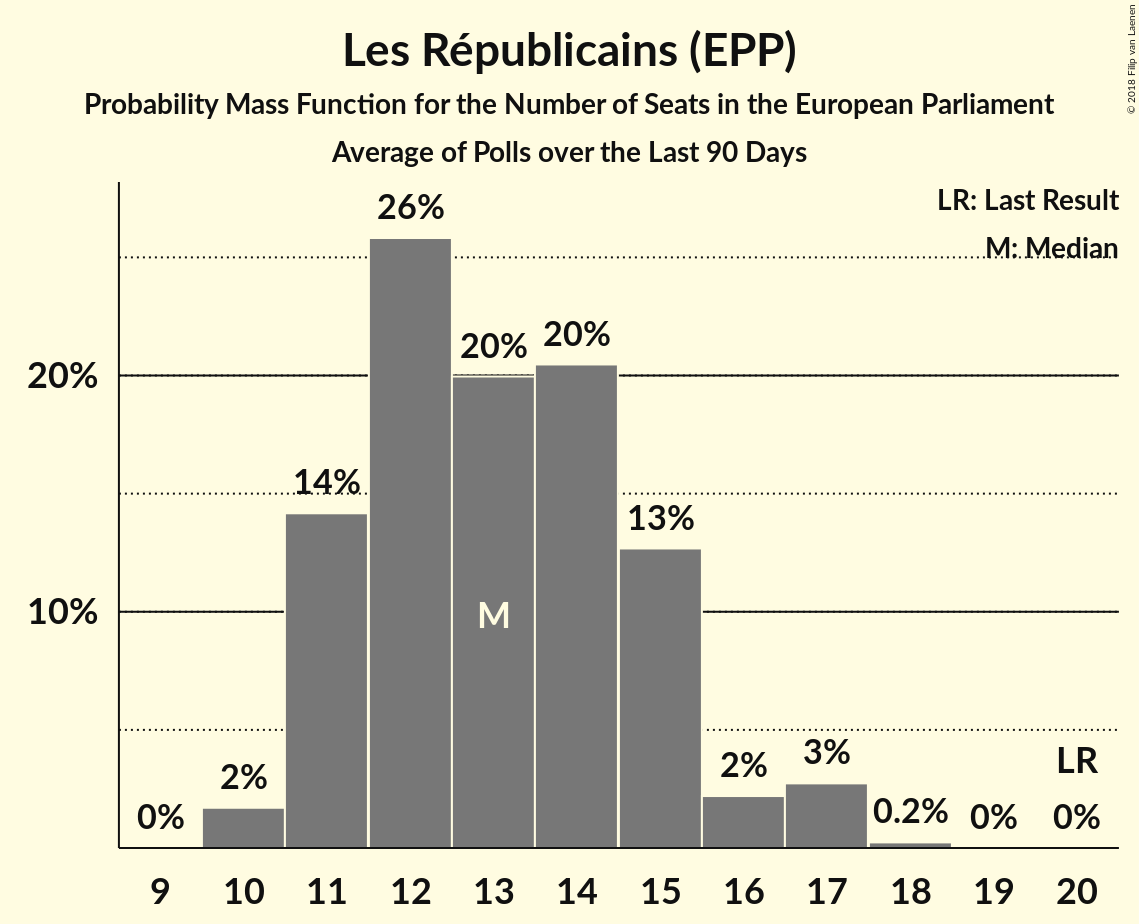 Les Républicains (EPP)
Probability Mass Function for the Number of Seats in the European Parliament
Average of Polls over the Last 90 Days
© 2018 Filip van Laenen
LR: Last Result
M: Median
26%
20%
20%
20%
14%
13%
10%
M
2%
0%
2%
3%
0.2%
0%
LR
0%
9 10 11 12 13 14 15 16 17 18 19 20